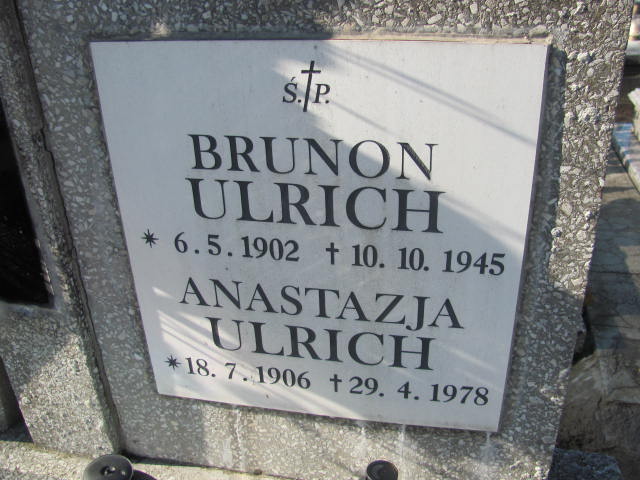 Ś. † P.
BRUNON
ULRICH
* 6. 5. 1902 † 10. 10. 1945
ANASTAZJA
ULRICH
* 18. 7. 1906 † 29. 4. 1978